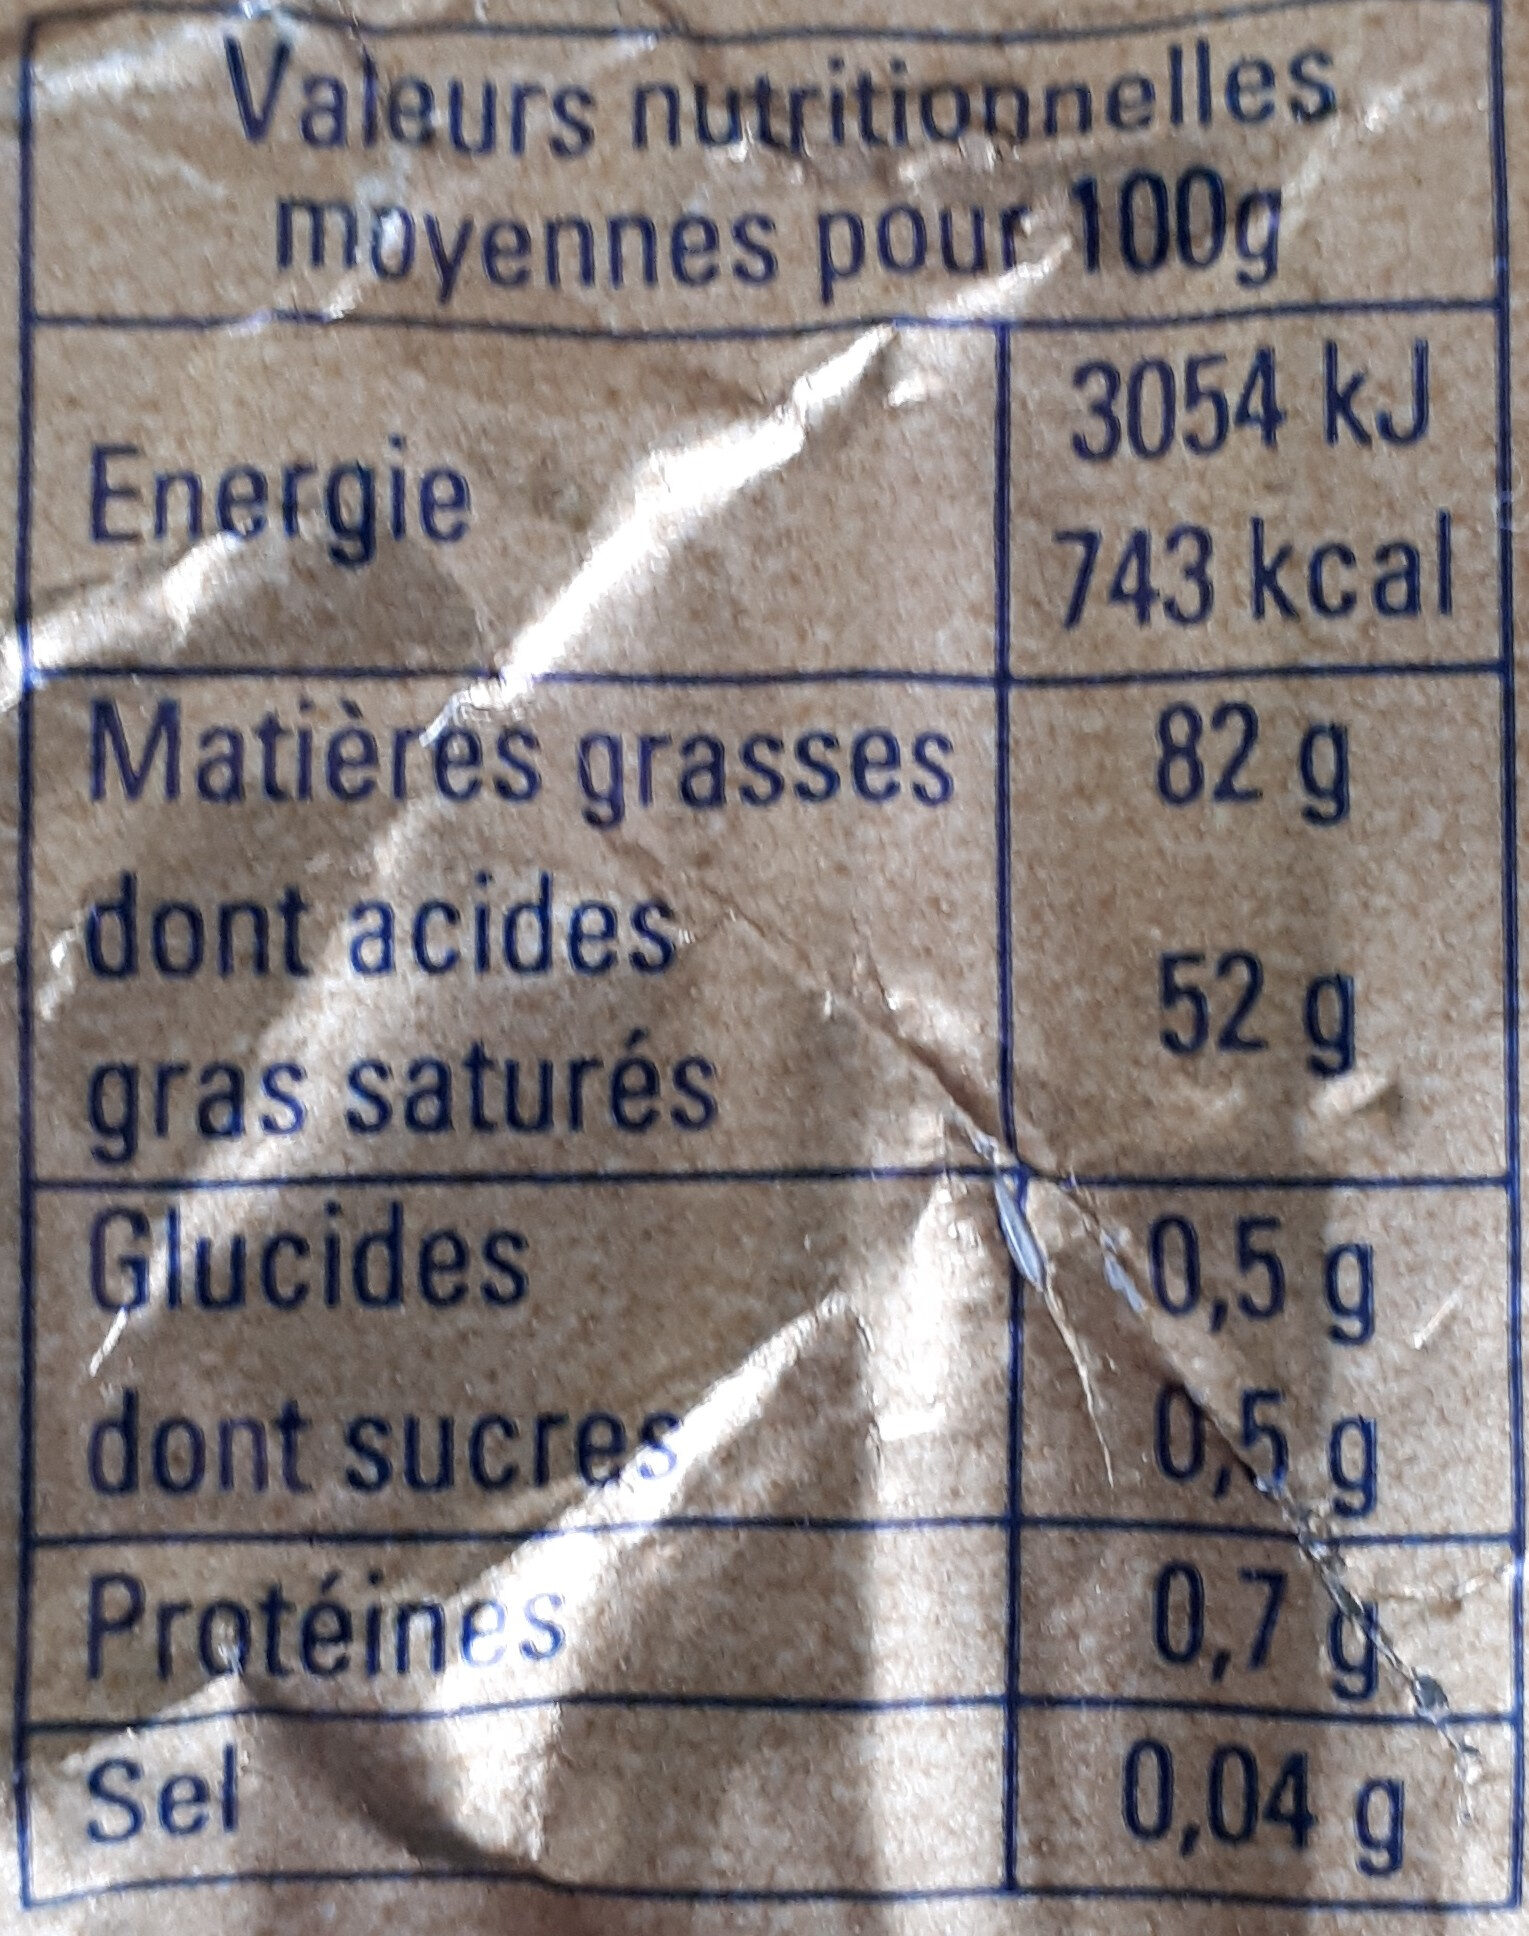 Valeurs nutritionnelles
moyennes pour 100g
Energie
3054 kJ
743 kcal
Matières grasses 82 g
dont acides
gras saturés
52 g
Glucides 0,5 g
dont sucres 0,5 g
Protéines 0,7 g
Sel 0,04 g